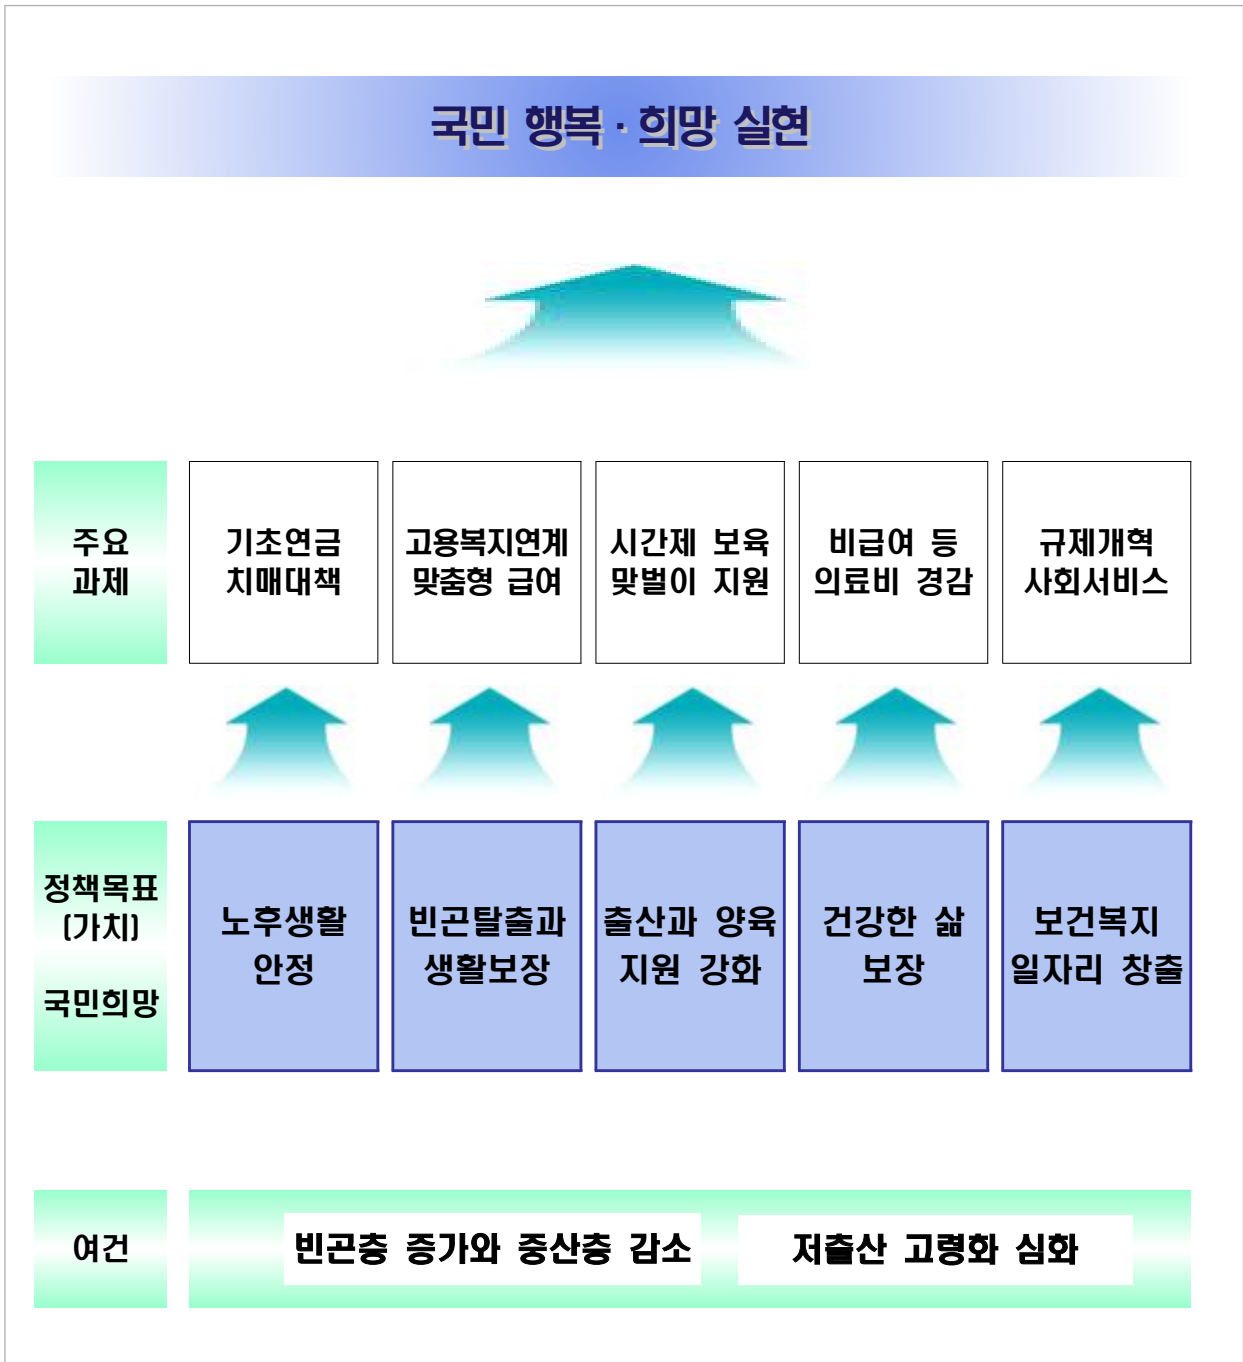 국민 행복 · 희망 실현
주요
과제
기초연금
치매대책
고용복지연계
맞춤형 급여
시간제 보육
맞벌이 지원
비급여 등
의료비 경감
규제개혁
사회서비스
정책목표
(가치)
국민희망
노후생활
안정
빈곤탈출과
생활보장
출산과 양육
지원 강화
건강한 삶
보장
보건복지
일자리 창출
여건
빈곤층 증가와 중산층 감소
저출산 고령화 심화